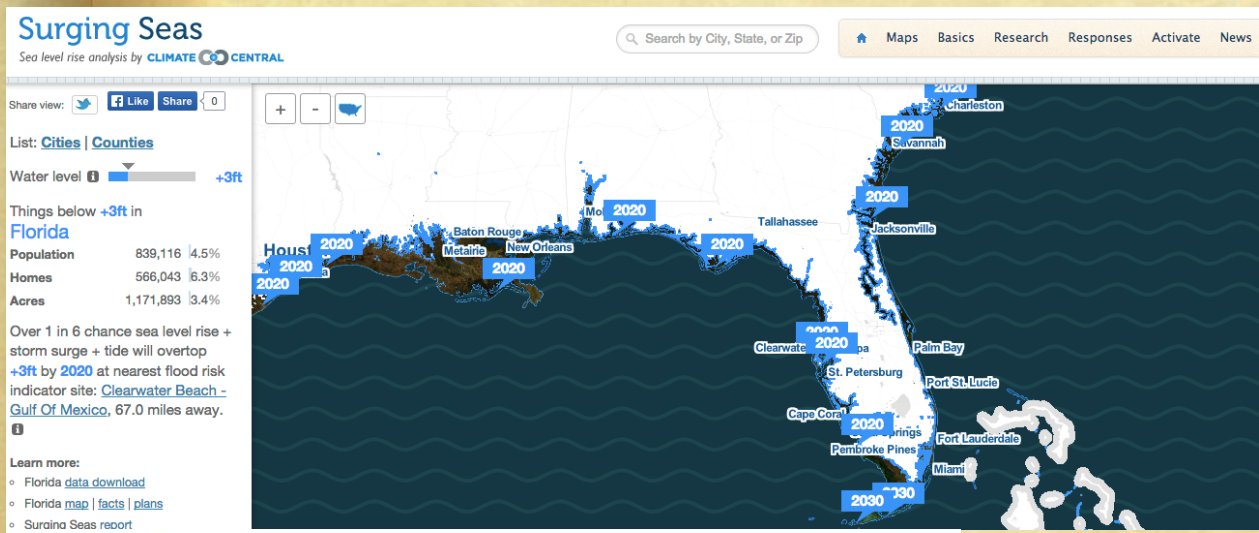 Surging Seas
Sea level rise analysis by CLIMATE CENTRAL
Search by City, State, or Zip
Maps Basics Research Responses Activate News
Share view: Like Share 0
List: Cities | Counties
Water level +3ft
Things below +3ft in
Florida
Population 839,116 4.5%
Homes 566,043 6.3%
Acres 1,171,893 3.4%
Over 1 in 6 chance sea level rise +
storm surge + tide will overtop
+3ft by 2020 at nearest flood risk
indicator site: Clearwater Beach -
Gulf Of Mexico, 67.0 miles away.
Learn more:
Florida data download
Florida map | facts | plans
Surging Seas report
+ -
2020
Charleston
2020
Savannah
2020
Jacksonville
2020
Tallahassee
Baton Rouge
New Orleans
Metairie
2020
2020
2020
2020
2020
2020
2020
2020
Clearwater
Palm Bay
St. Petersburg
Port St. Lucie
Cape Coral
2020
Fort Lauderdale
Pembroke Pines
Miami
2030